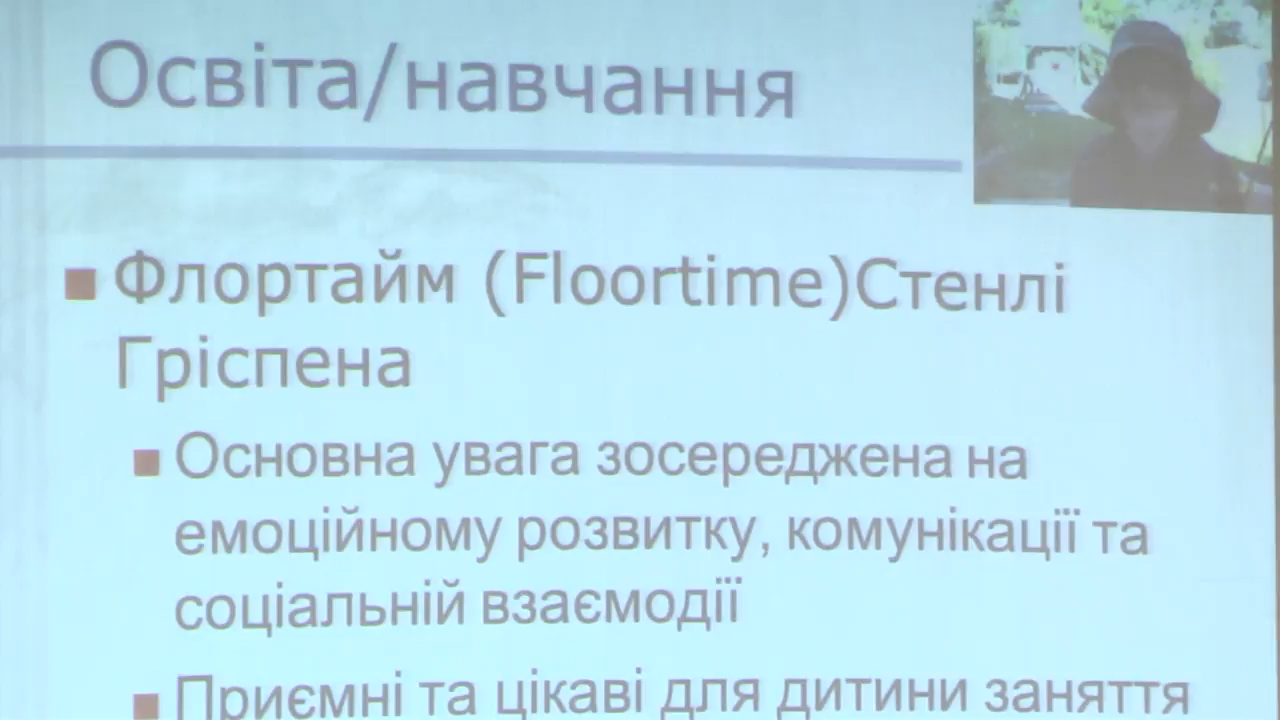 Освіта/навчання
Флортайм (Floortime)Стенлі
Гріспена
Основна увага зосереджена на
емоційному розвитку, комунікації та
соціальній взаємодії
Приємні та цікаві для дитини заняття